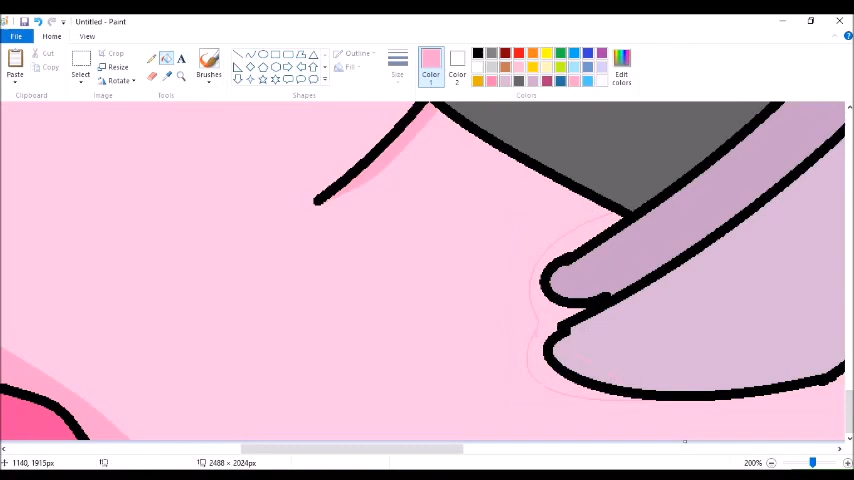 Untitled - Paint
File Home View
Paste
Cut
Copy
Clipboard
Select
Crop
Resize
Rotate
Image
A
Tools
Brushes
Outline
Fill
Shapes
Size
Color
1
Color
2
Edit
colors
Colors
1140, 1915px
2488 × 2024px
200%